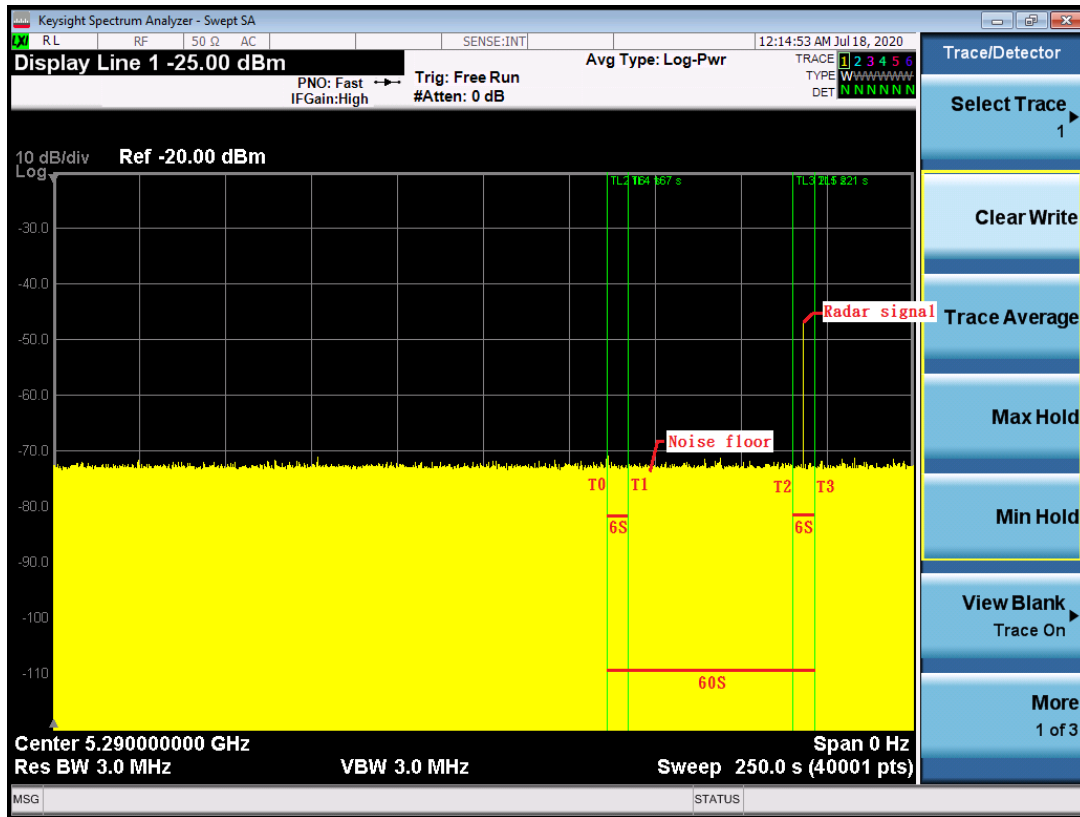 Keysight Spectrum Analyzer - Swept SA
LXI RL RF 50 Ω AC SENSE:INT 12:14:53 AM Jul 18, 2020
Display Line 1 -25.00 dBm
PNO: Fast
IFGain:High
Trig: Free Run
#Atten: 0 dB
Avg Type: Log-Pwr
TRACE 1 2 3 4 5 6
TYPE WWWWWW
DET N N N N N N
10 dB/div Ref -20.00 dBm
Log
-30.0
-40.0
-50.0
-60.0
-70.0
-80.0
-90.0
-100
-110
167 s
221 s
Radar signal
Noise floor
T0 T1 T2 T3
6S 6S
60S
Center 5.290000000 GHz Span 0 Hz
Res BW 3.0 MHz VBW 3.0 MHz Sweep 250.0 s (40001 pts)
MSG STATUS
Trace/Detector
Select Trace
1
Clear Write
Trace Average
Max Hold
Min Hold
View Blank
Trace On
More
1 of 3